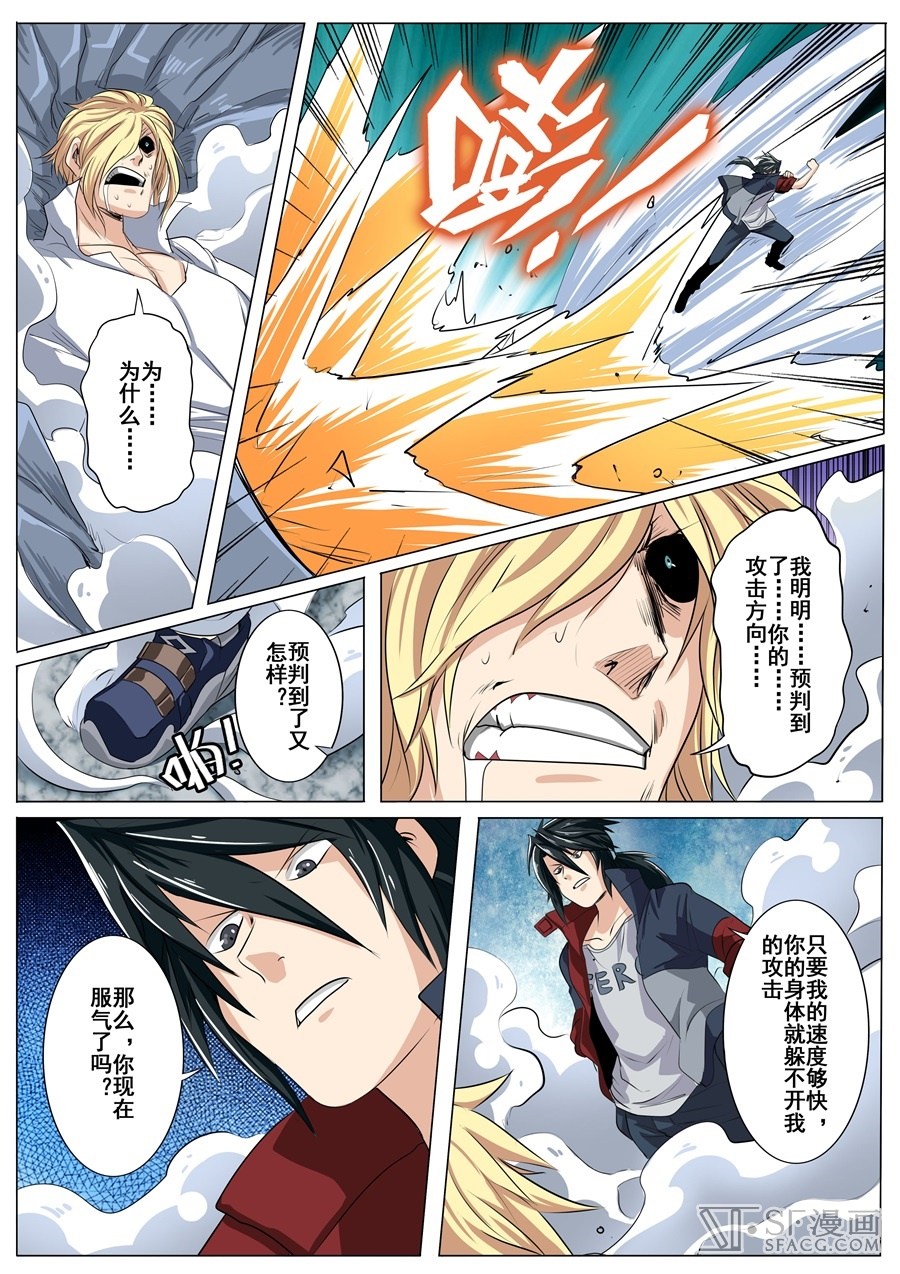 为……
为什么……
我明明……预判到
了……你的……
攻击方向……
预判到了又
怎样？
啪！
只要我的速度够快，
你的身体就躲不开我
的攻击
EER
那么，你现在
服气了吗？
SF漫画
SFACG.COM